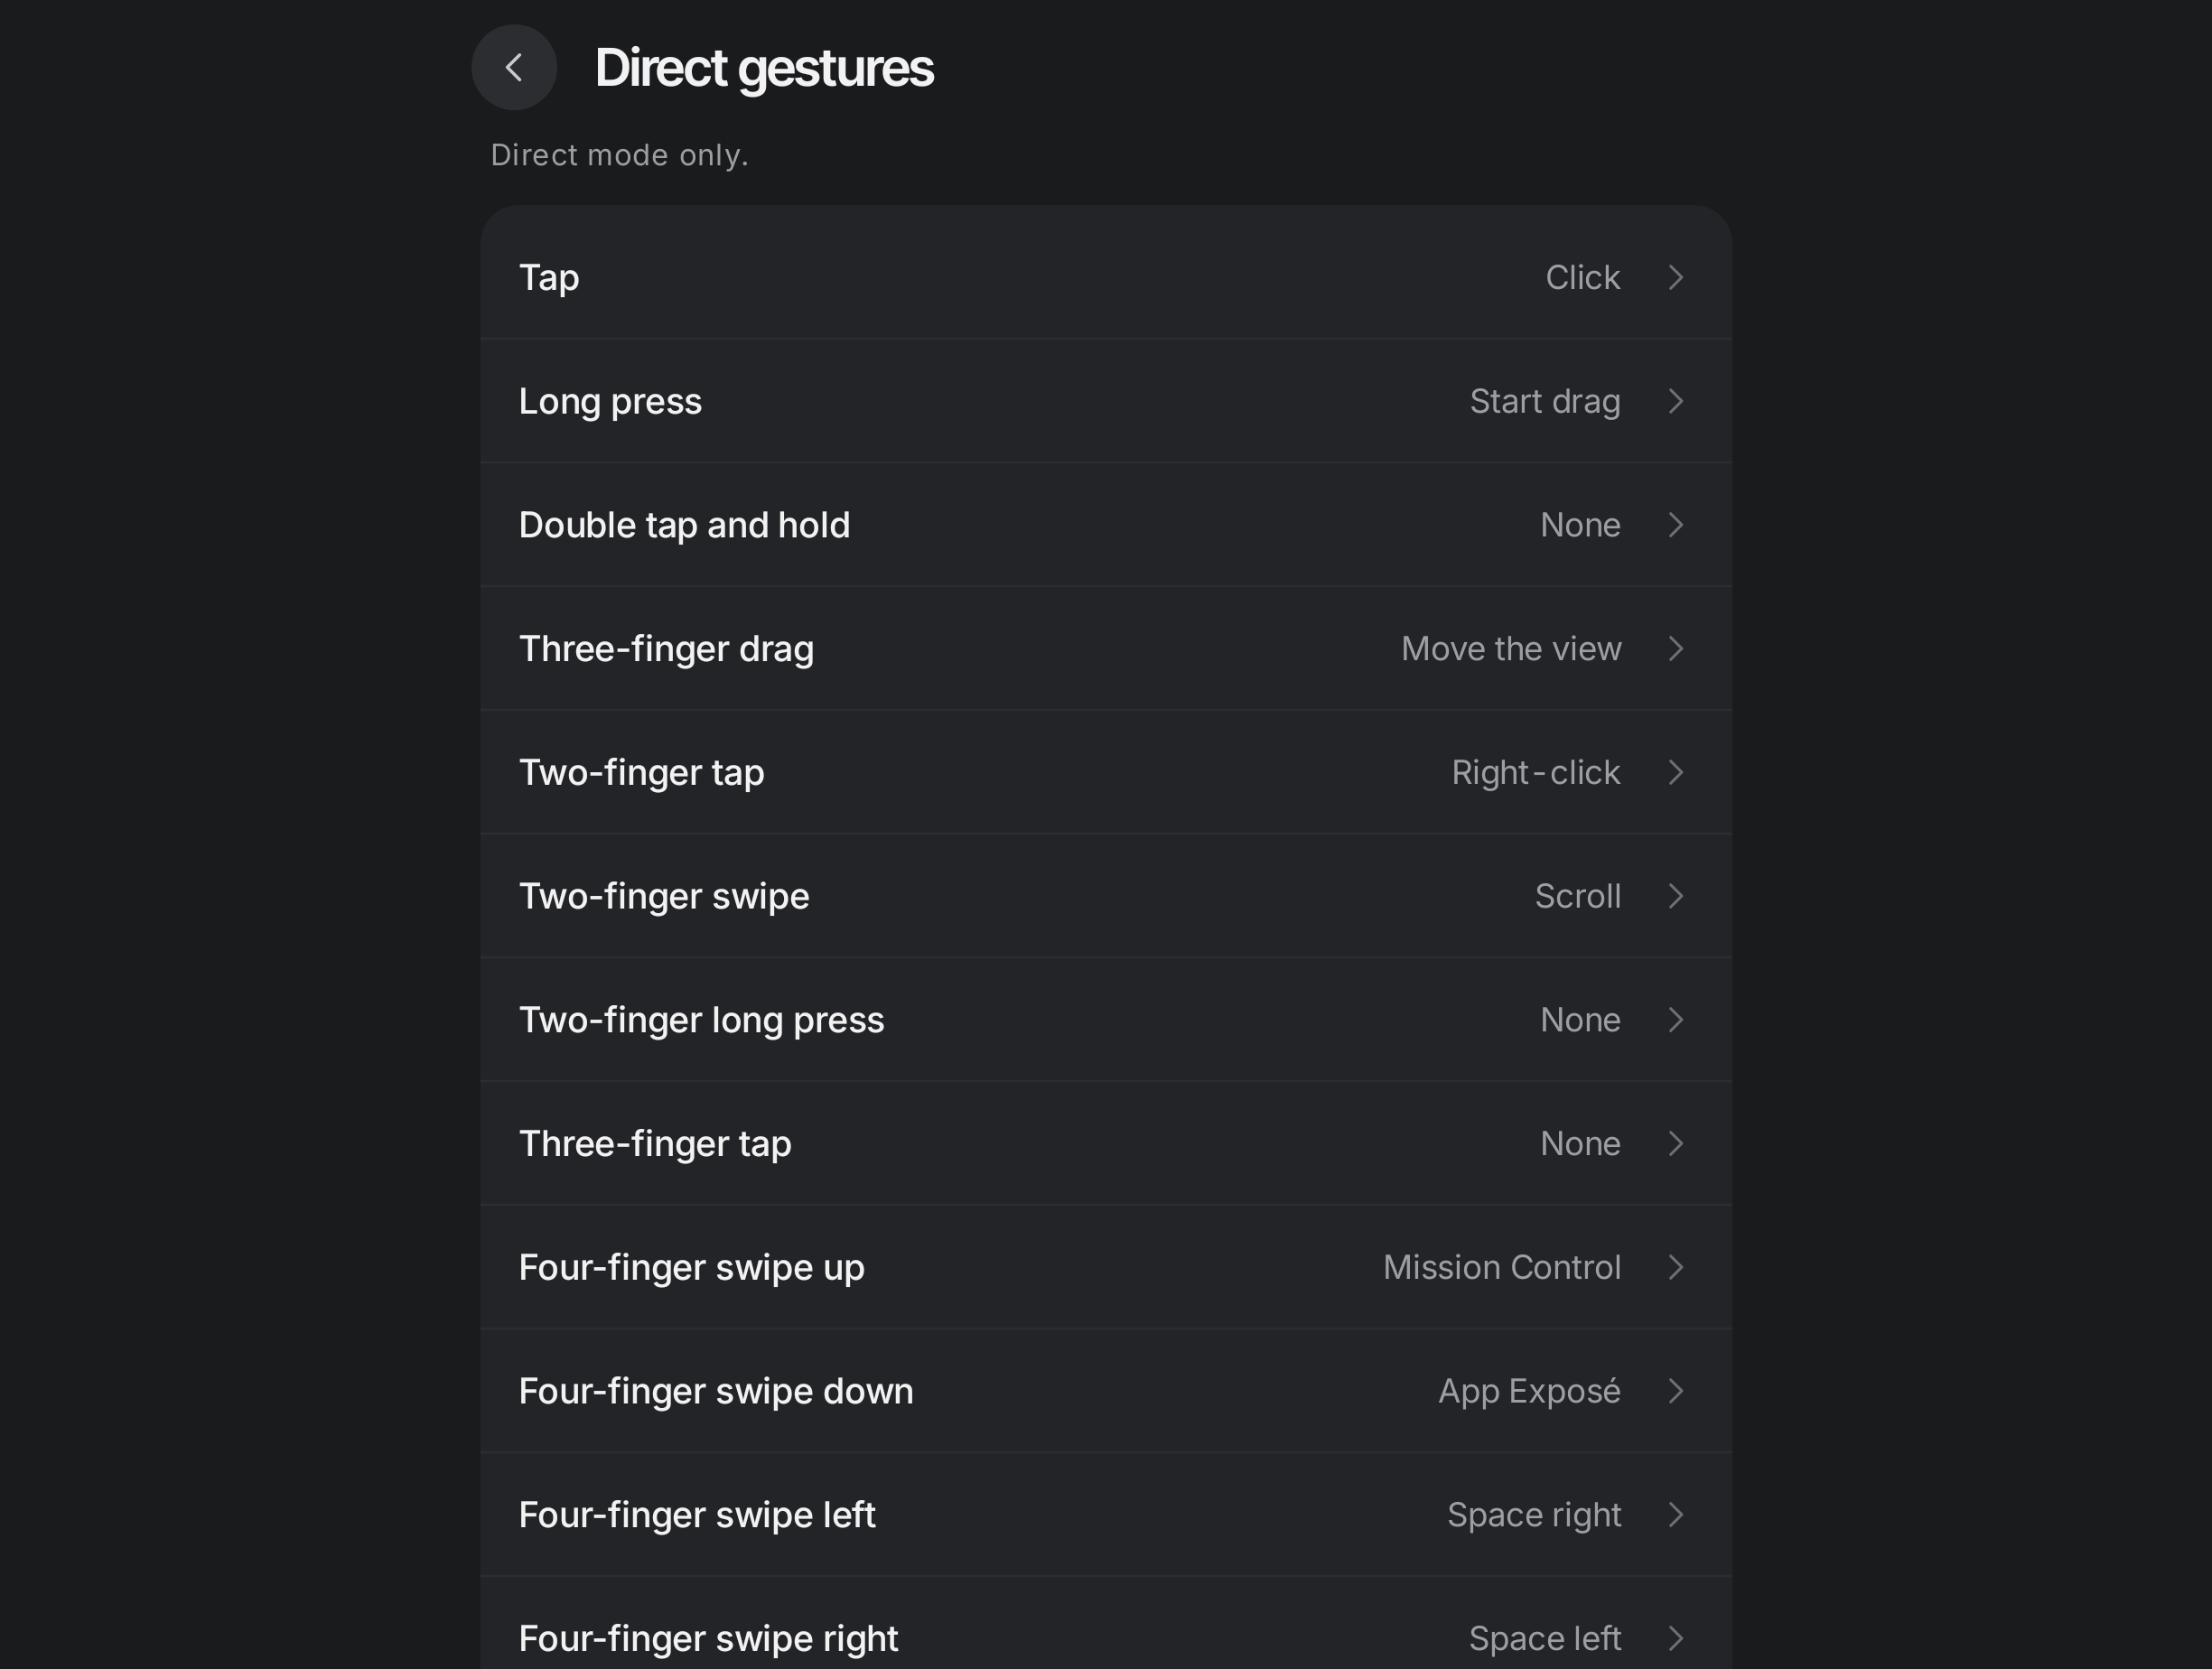 Direct gestures
Direct mode only.
Tap Click
Long press Start drag
Double tap and hold None
Three-finger drag Move the view
Two-finger tap Right-click
Two-finger swipe Scroll
Two-finger long press None
Three-finger tap None
Four-finger swipe up Mission Control
Four-finger swipe down App Exposé
Four-finger swipe left Space right
Four-finger swipe right Space left